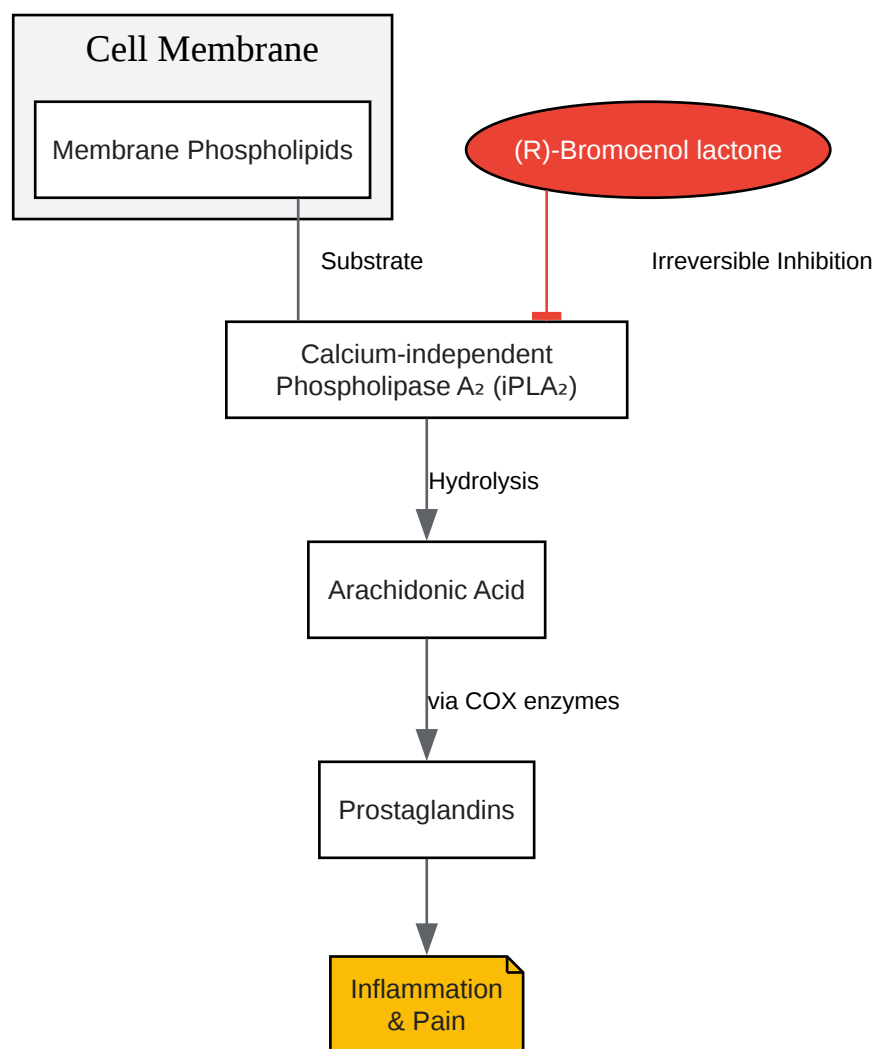 Cell Membrane
Membrane Phospholipids
(R)-Bromoenol lactone
Substrate
Irreversible Inhibition
Calcium-independent
Phospholipase A₂ (iPLA₂)
Hydrolysis
Arachidonic Acid
via COX enzymes
Prostaglandins
Inflammation
& Pain